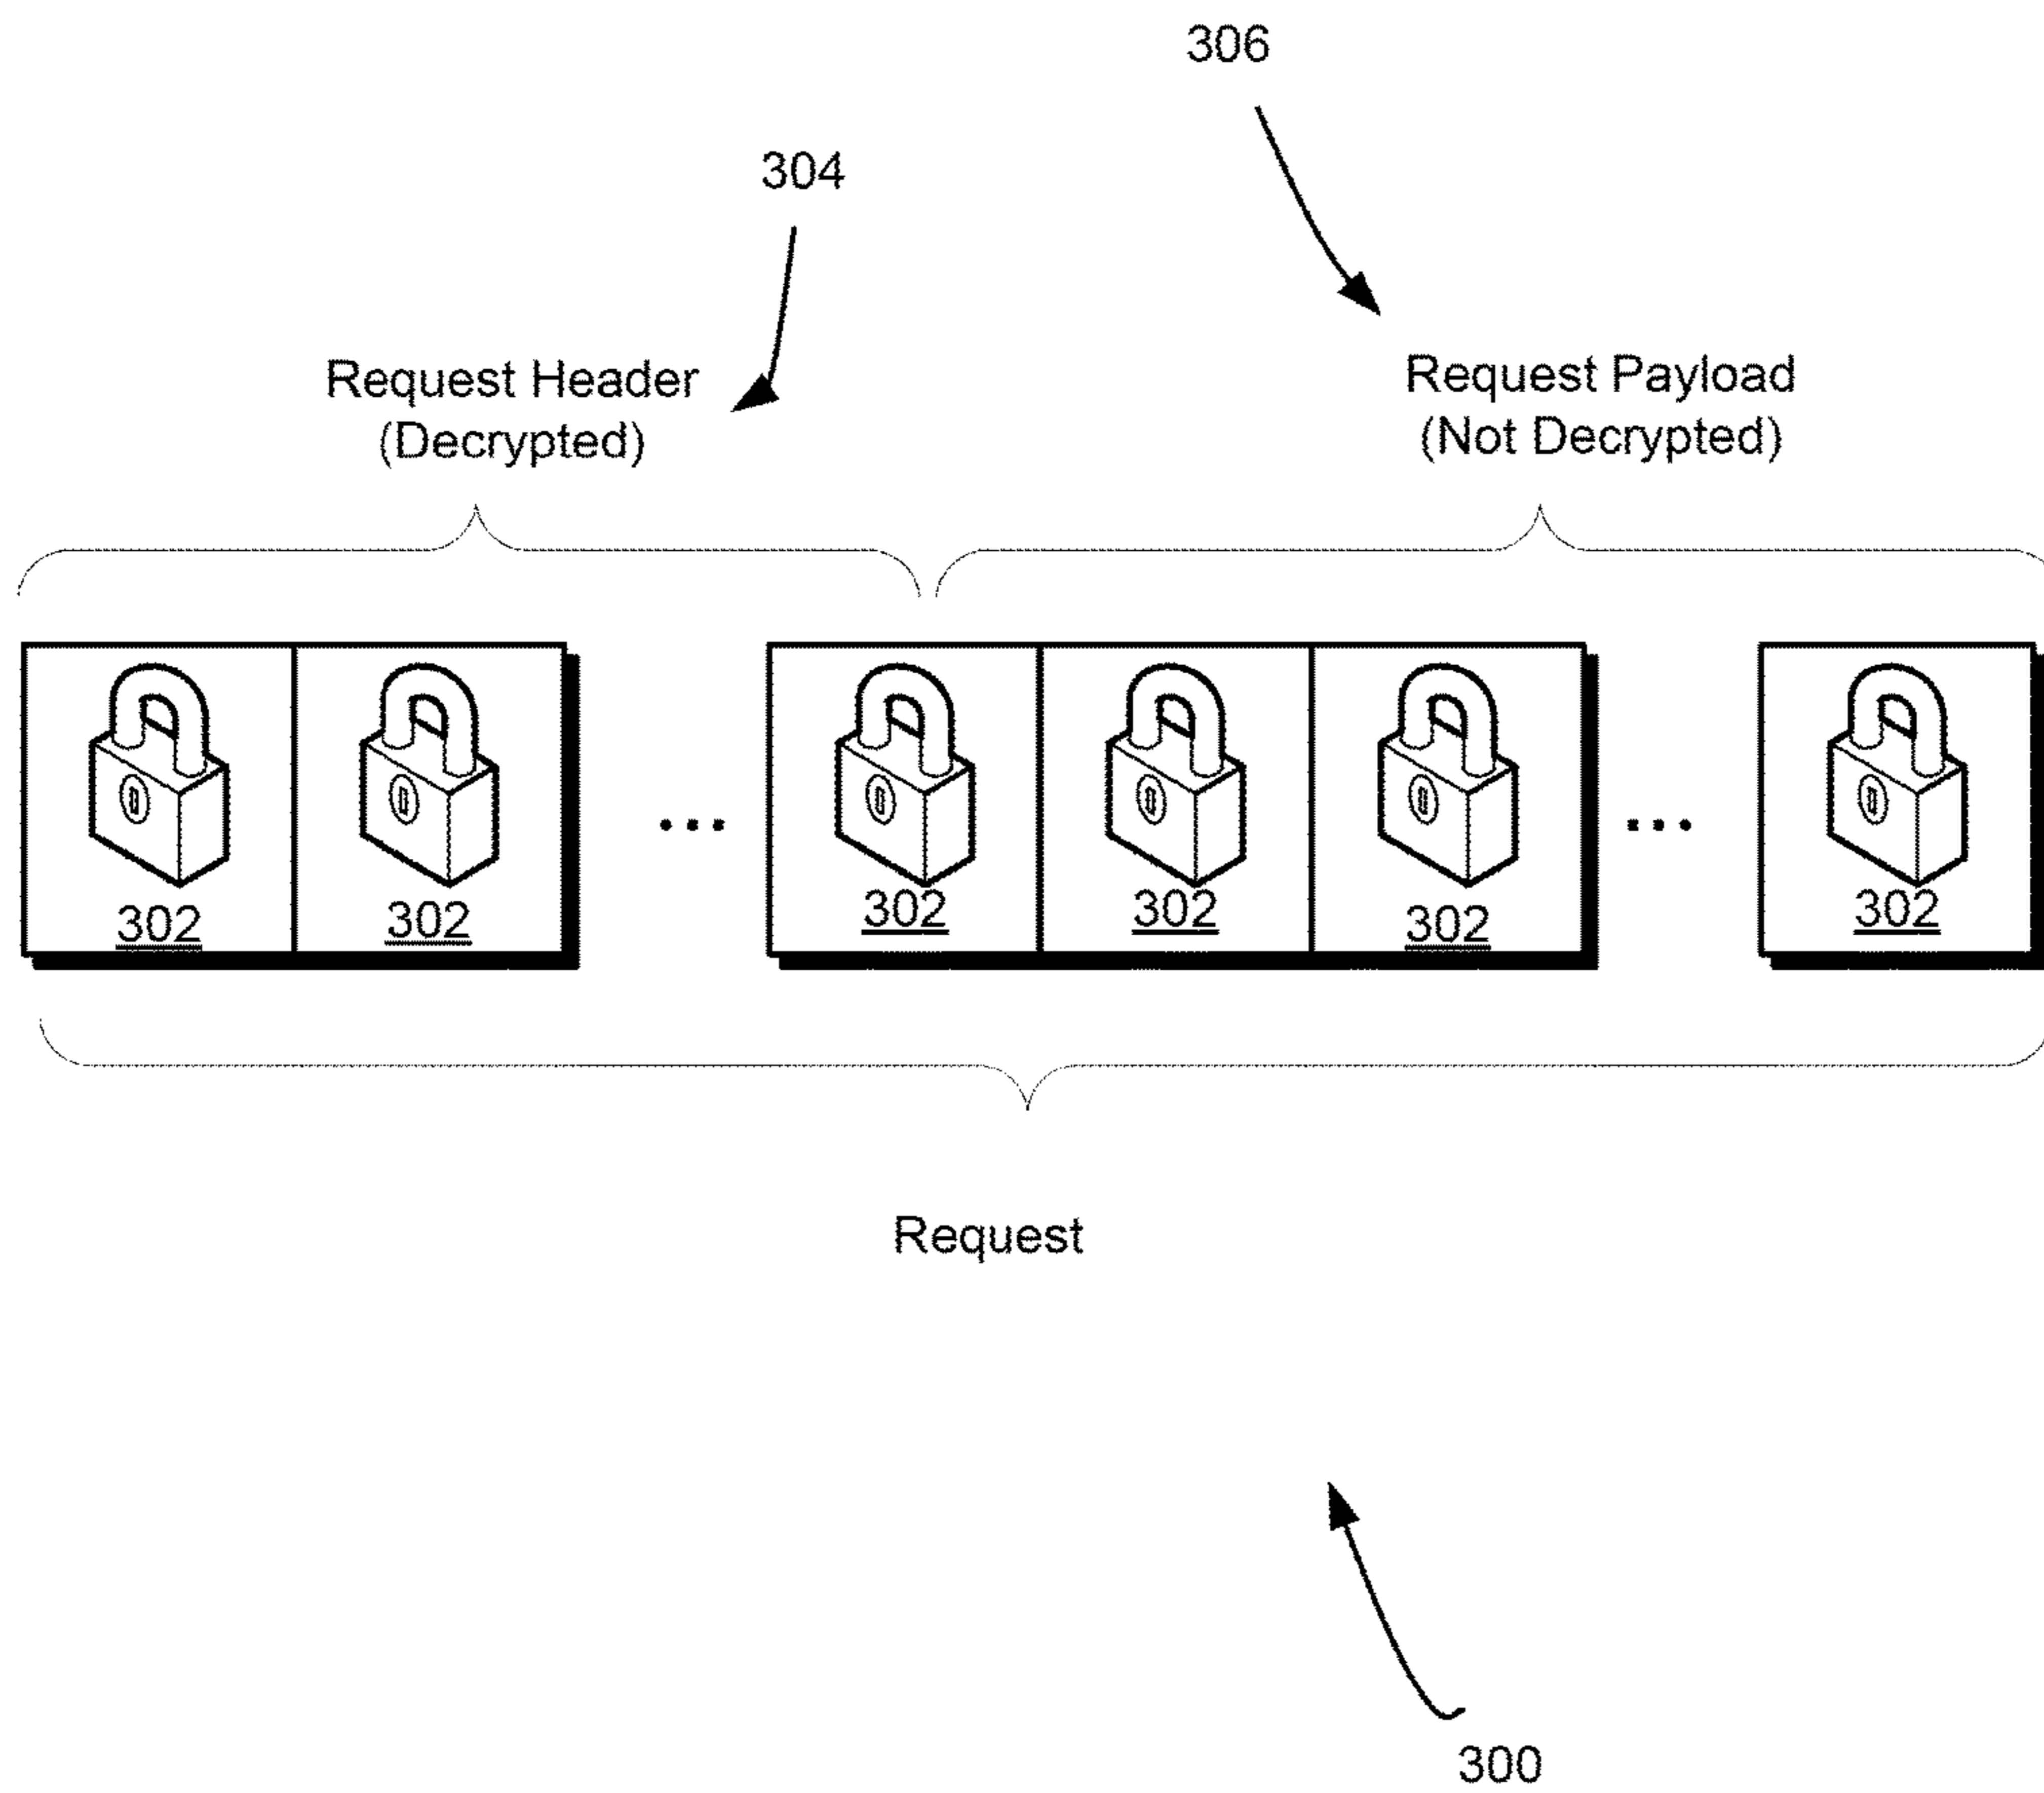 306
304
Request Header
(Decrypted)
Request Payload
(Not Decrypted)
...
...
302
302
302
302
302
302
Request
300